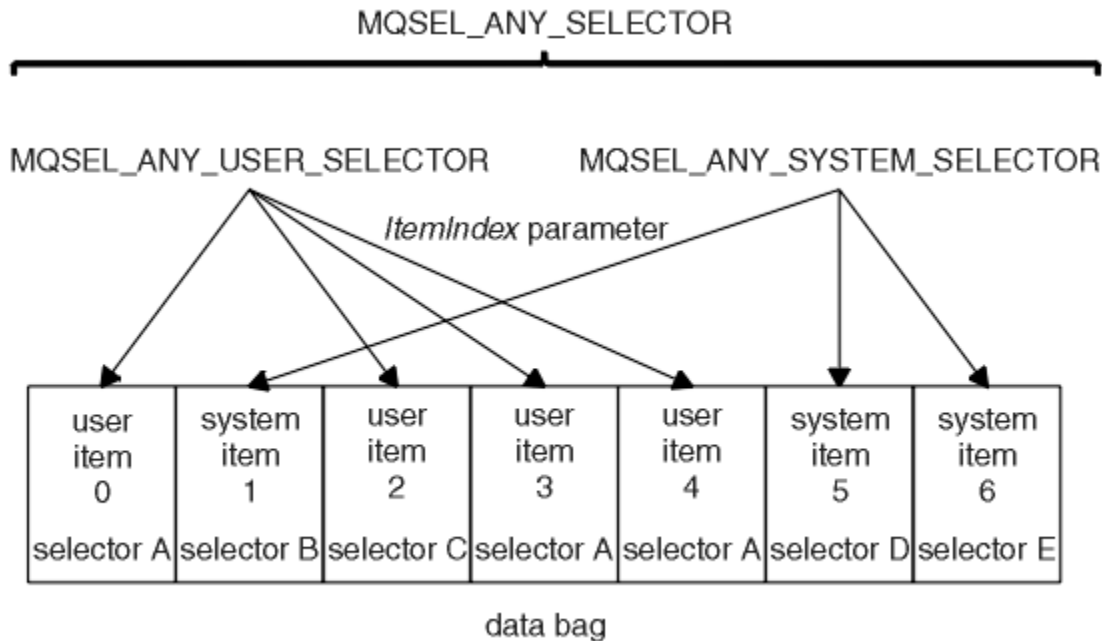 MQSEL_ANY_SELECTOR
MQSEL_ANY_USER_SELECTOR
MQSEL_ANY_SYSTEM_SELECTOR
ItemIndex parameter
user
item
0
selector A
system
item
1
selector B
user
item
2
selector C
user
item
3
selector A
user
item
4
selector A
system
item
5
selector D
system
item
6
selector E
data bag